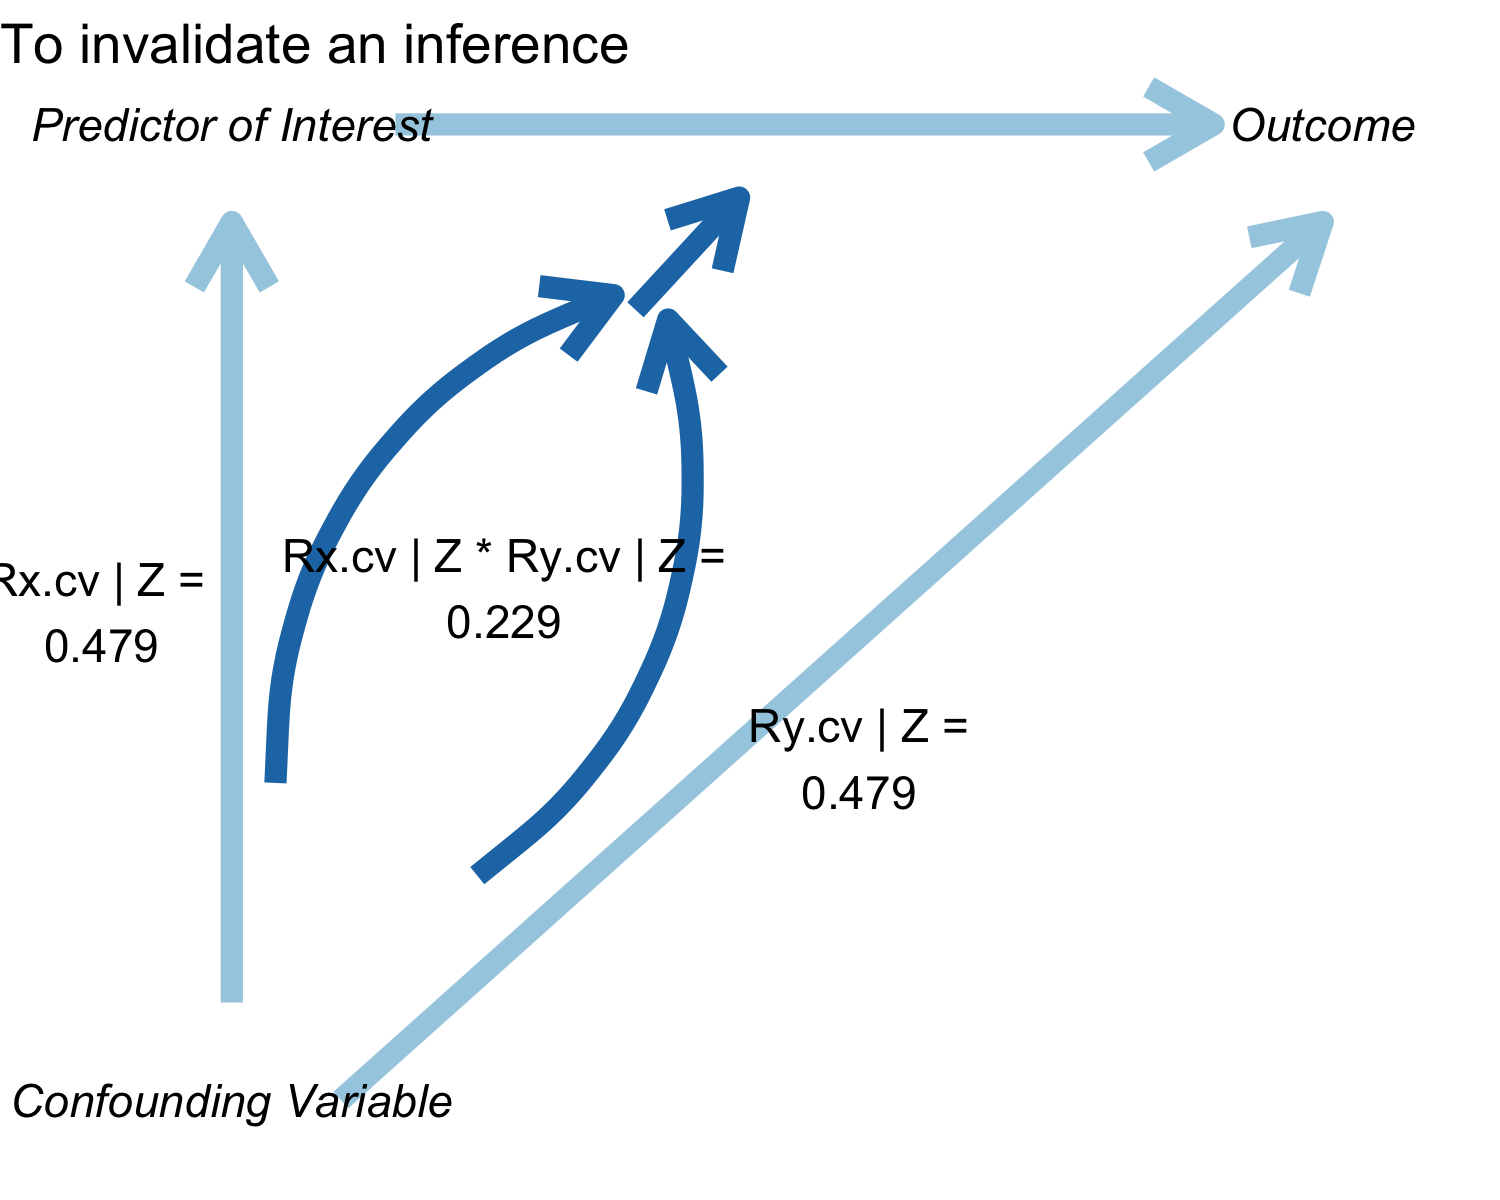 To invalidate an inference
Predictor of Interest
Outcome
Rx.cv | Z * Ry.cv | Z =
0.229
Rx.cv | Z =
0.479
Ry.cv | Z =
0.479
Confounding Variable